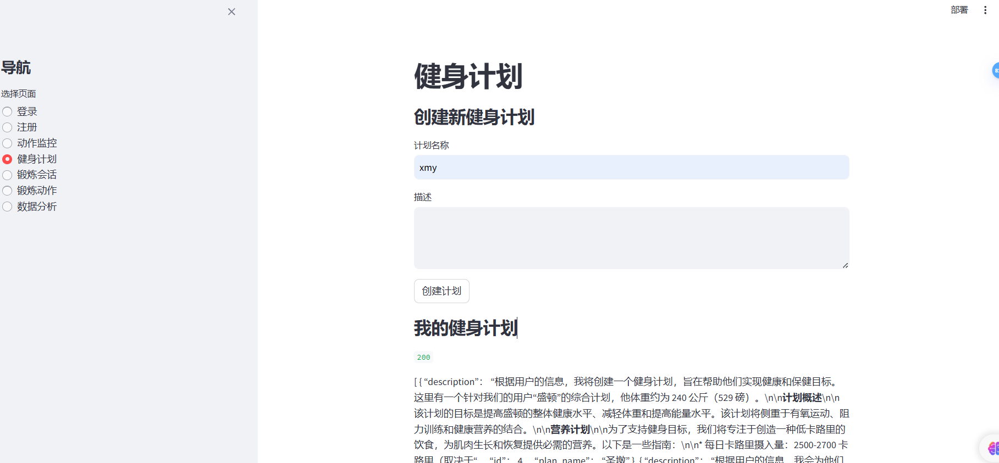 部署
导航
选择页面
登录
注册
动作监控
健身计划
锻炼会话
锻炼动作
数据分析
健身计划
创建新健身计划
计划名称
xmy
描述
创建计划
我的健身计划
200
[ { “description”： “根据用户的信息，我将创建一个健身计划，旨在帮助他们实现健康和保健目标。
这里有一个针对我们的用户“盛顿”的综合计划，他体重约为 240 公斤（529 磅）。\n\n计划概述\n\n
该计划的目标是提高盛顿的整体健康水平、减轻体重和提高能量水平。该计划将侧重于有氧运动、阻
力训练和健康营养的结合。\n\n营养计划\n\n为了支持健身目标，我们将专注于创造一种低卡路里的
饮食，为肌肉生长和恢复提供必需的营养。以下是一些指南：\n\n* 每日卡路里摄入量：2500-2700 卡
路里（取决于“， “id”： 4， “plan_name”： “圣墩” } { “description”： “根据用户的信息，我会为他们